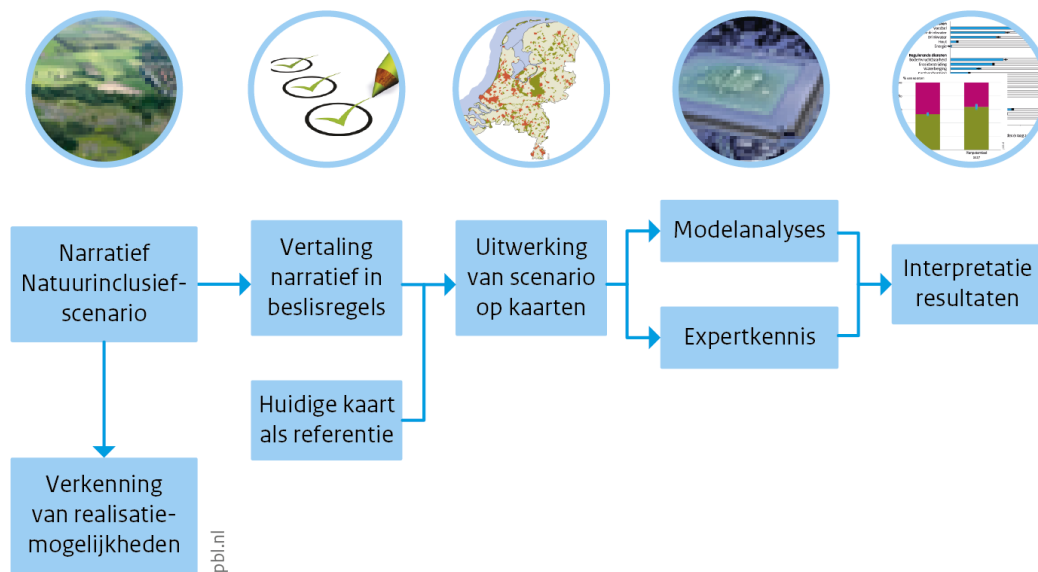 Narratief
Natuurinclusief-
scenario
Vertaling
narratief in
beslisregels
Uitwerking
van scenario
op kaarten
Modelanalyses
Expertkennis
Interpretatie
resultaten
Huidige kaart
als referentie
Verkenning
van realisatie-
mogelijkheden
pbl.nl